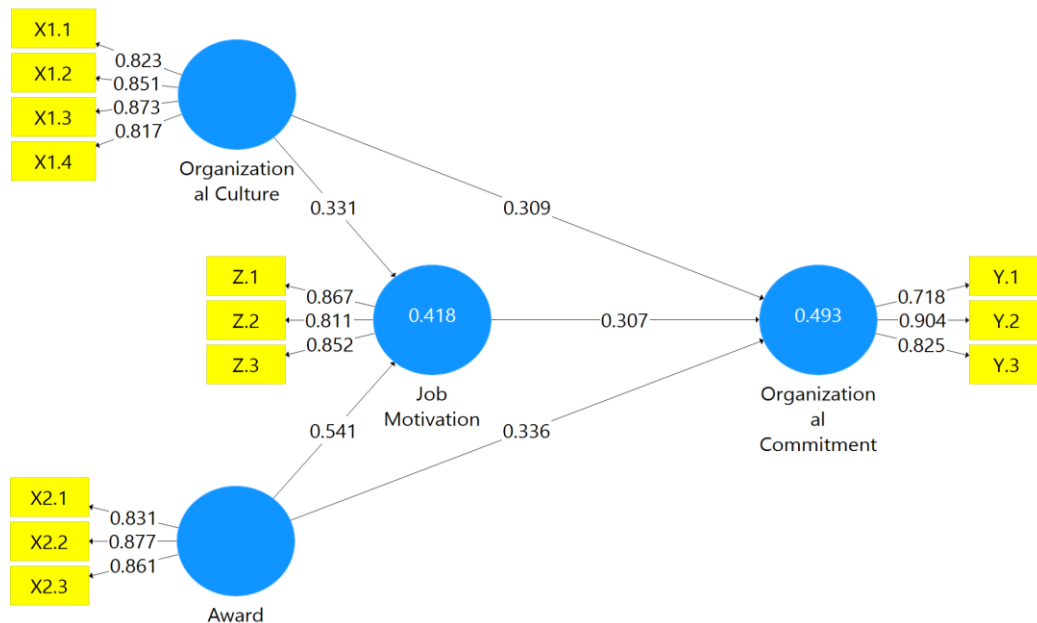 X1.1
0.823
X1.2
0.851
X1.3
0.873
0.817
X1.4
Organization
al Culture
0.331
0.309
Z.1
0.867
Z.2
0.811
0.852
Z.3
0.418
Job
Motivation
0.307
0.493
Organization
al
Commitment
Y.1
0.718
0.904
Y.2
0.825
Y.3
0.541
0.336
X2.1
0.831
X2.2
0.877
0.861
X2.3
Award